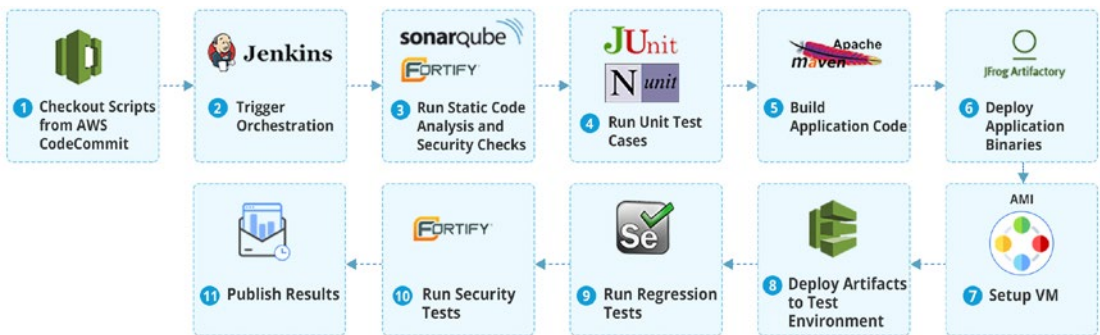 Jenkins
sonarqube
FORTIFY
JUnit
N unit
Apache
maven
JFrog Artifactory
1 Checkout Scripts
from AWS
CodeCommit
2 Trigger
Orchestration
3 Run Static Code
Analysis and
Security Checks
4 Run Unit Test
Cases
5 Build
Application Code
6 Deploy
Application
Binaries
AMI
7 Setup VM
8 Deploy Artifacts
to Test
Environment
Se
9 Run Regression
Tests
FORTIFY
10 Run Security
Tests
11 Publish Results